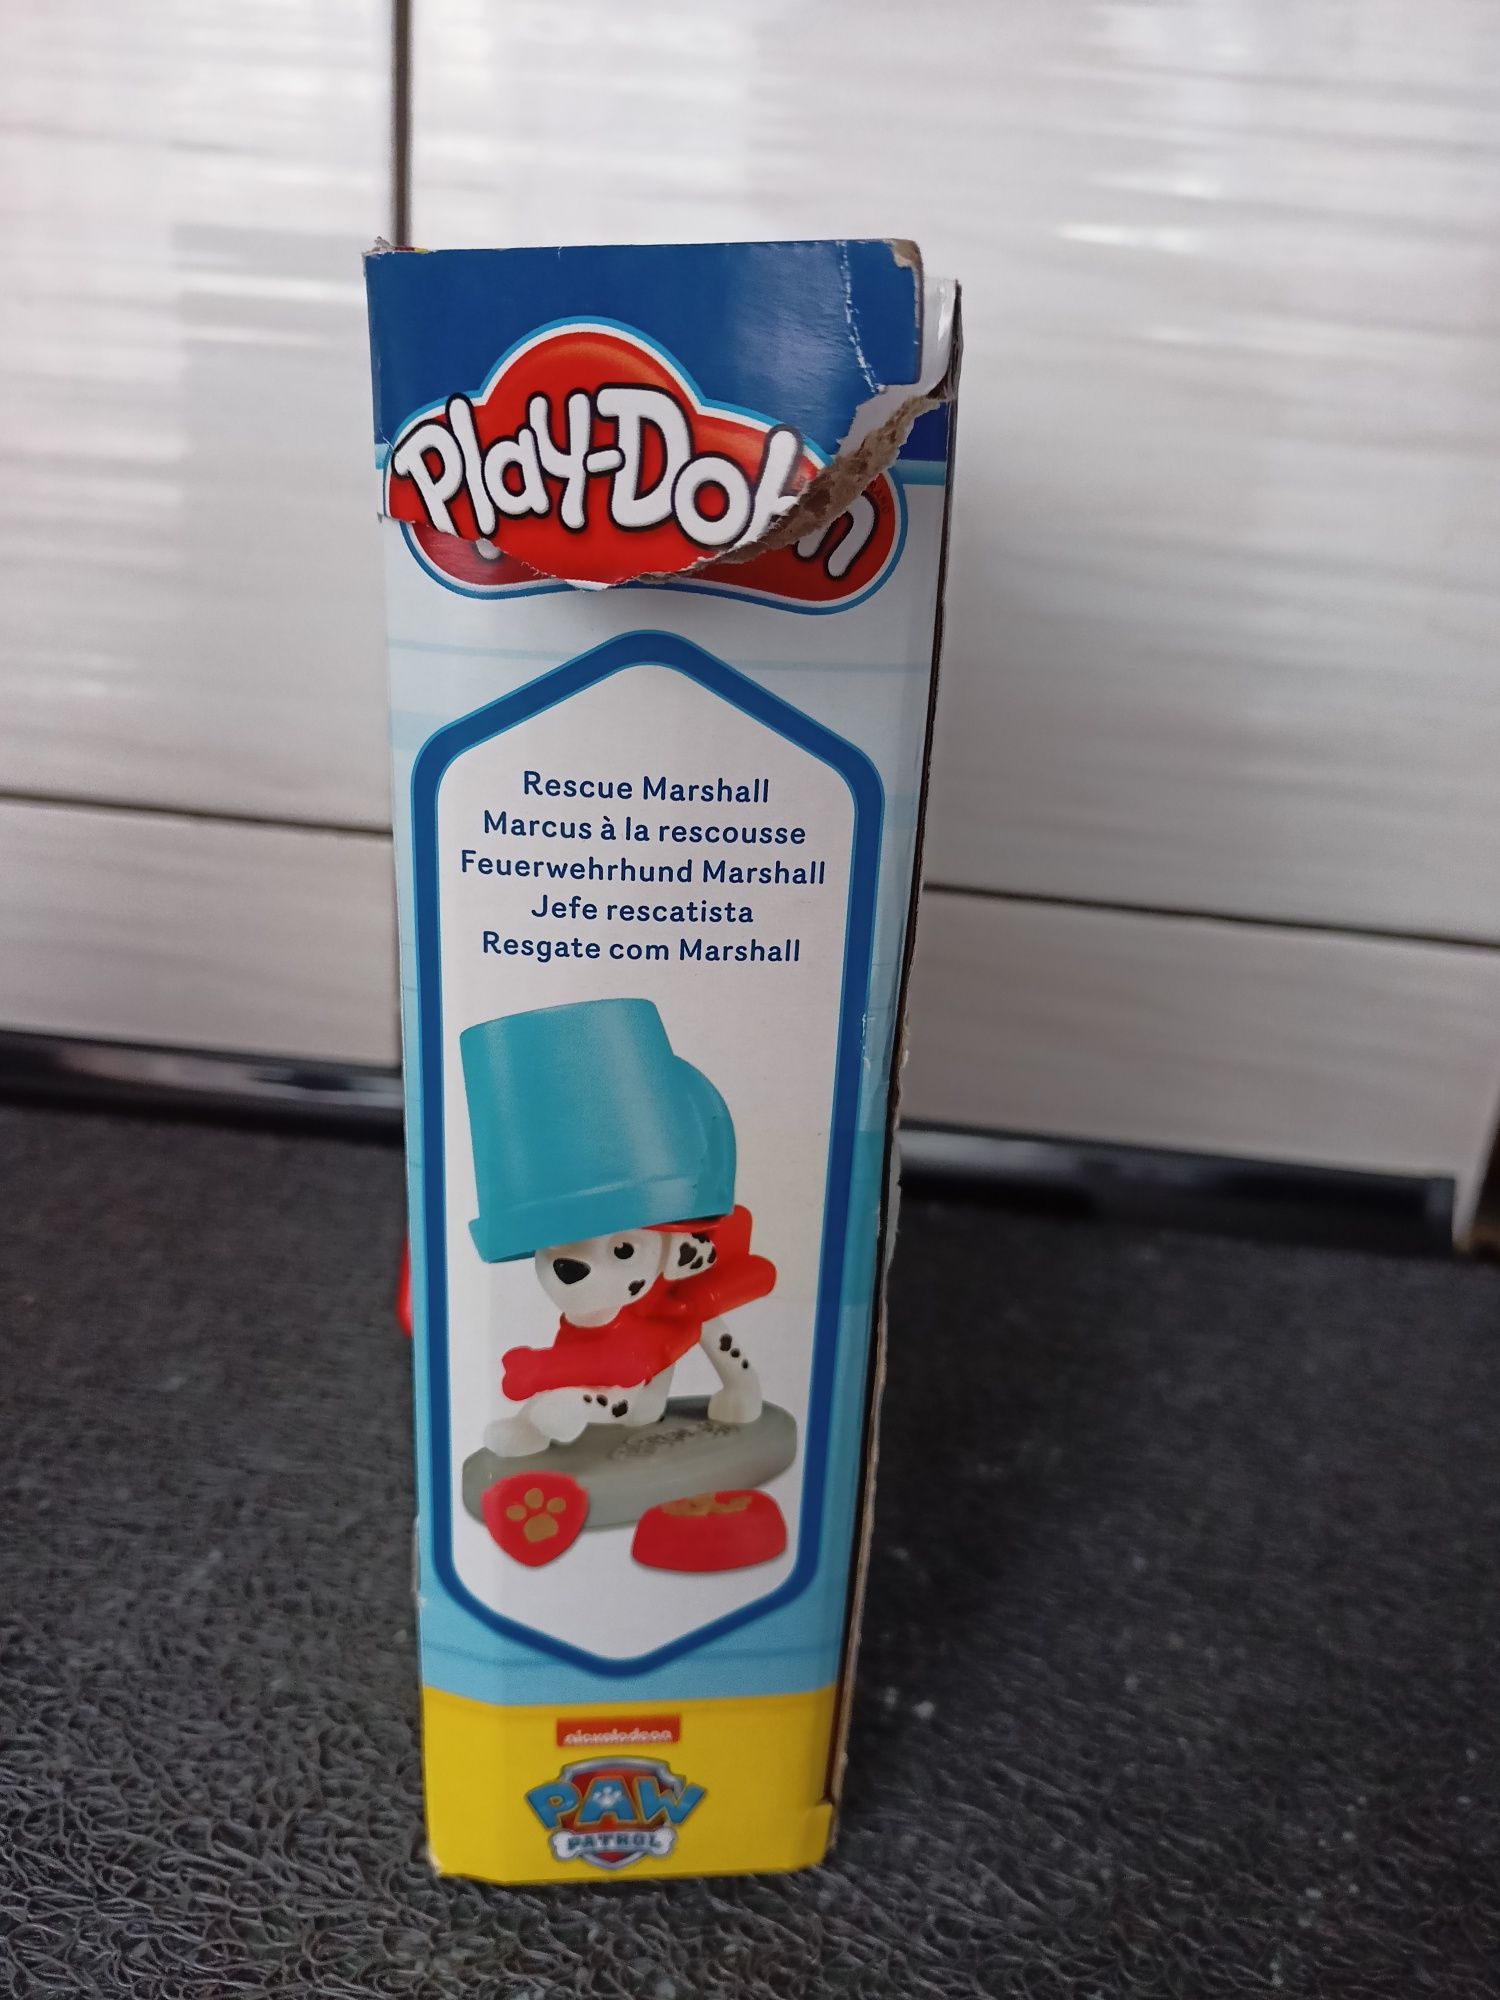 Play-Doh
Rescue Marshall
Marcus à la rescousse
Feuerwehrhund Marshall
Jefe rescatista
Resgate com Marshall
nickelodeon
PAW
PATROL